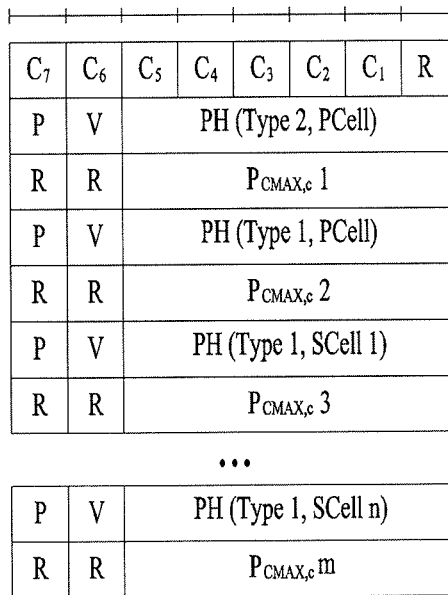 C7 C6 C5 C4 C3 C2 C1 R
P V PH (Type 2, PCell)
R R PCMAX,c 1
P V PH (Type 1, PCell)
R R PCMAX,c 2
P V PH (Type 1, SCell 1)
R R PCMAX,c 3
•••
P V PH (Type 1, SCell n)
R R PCMAX,c m